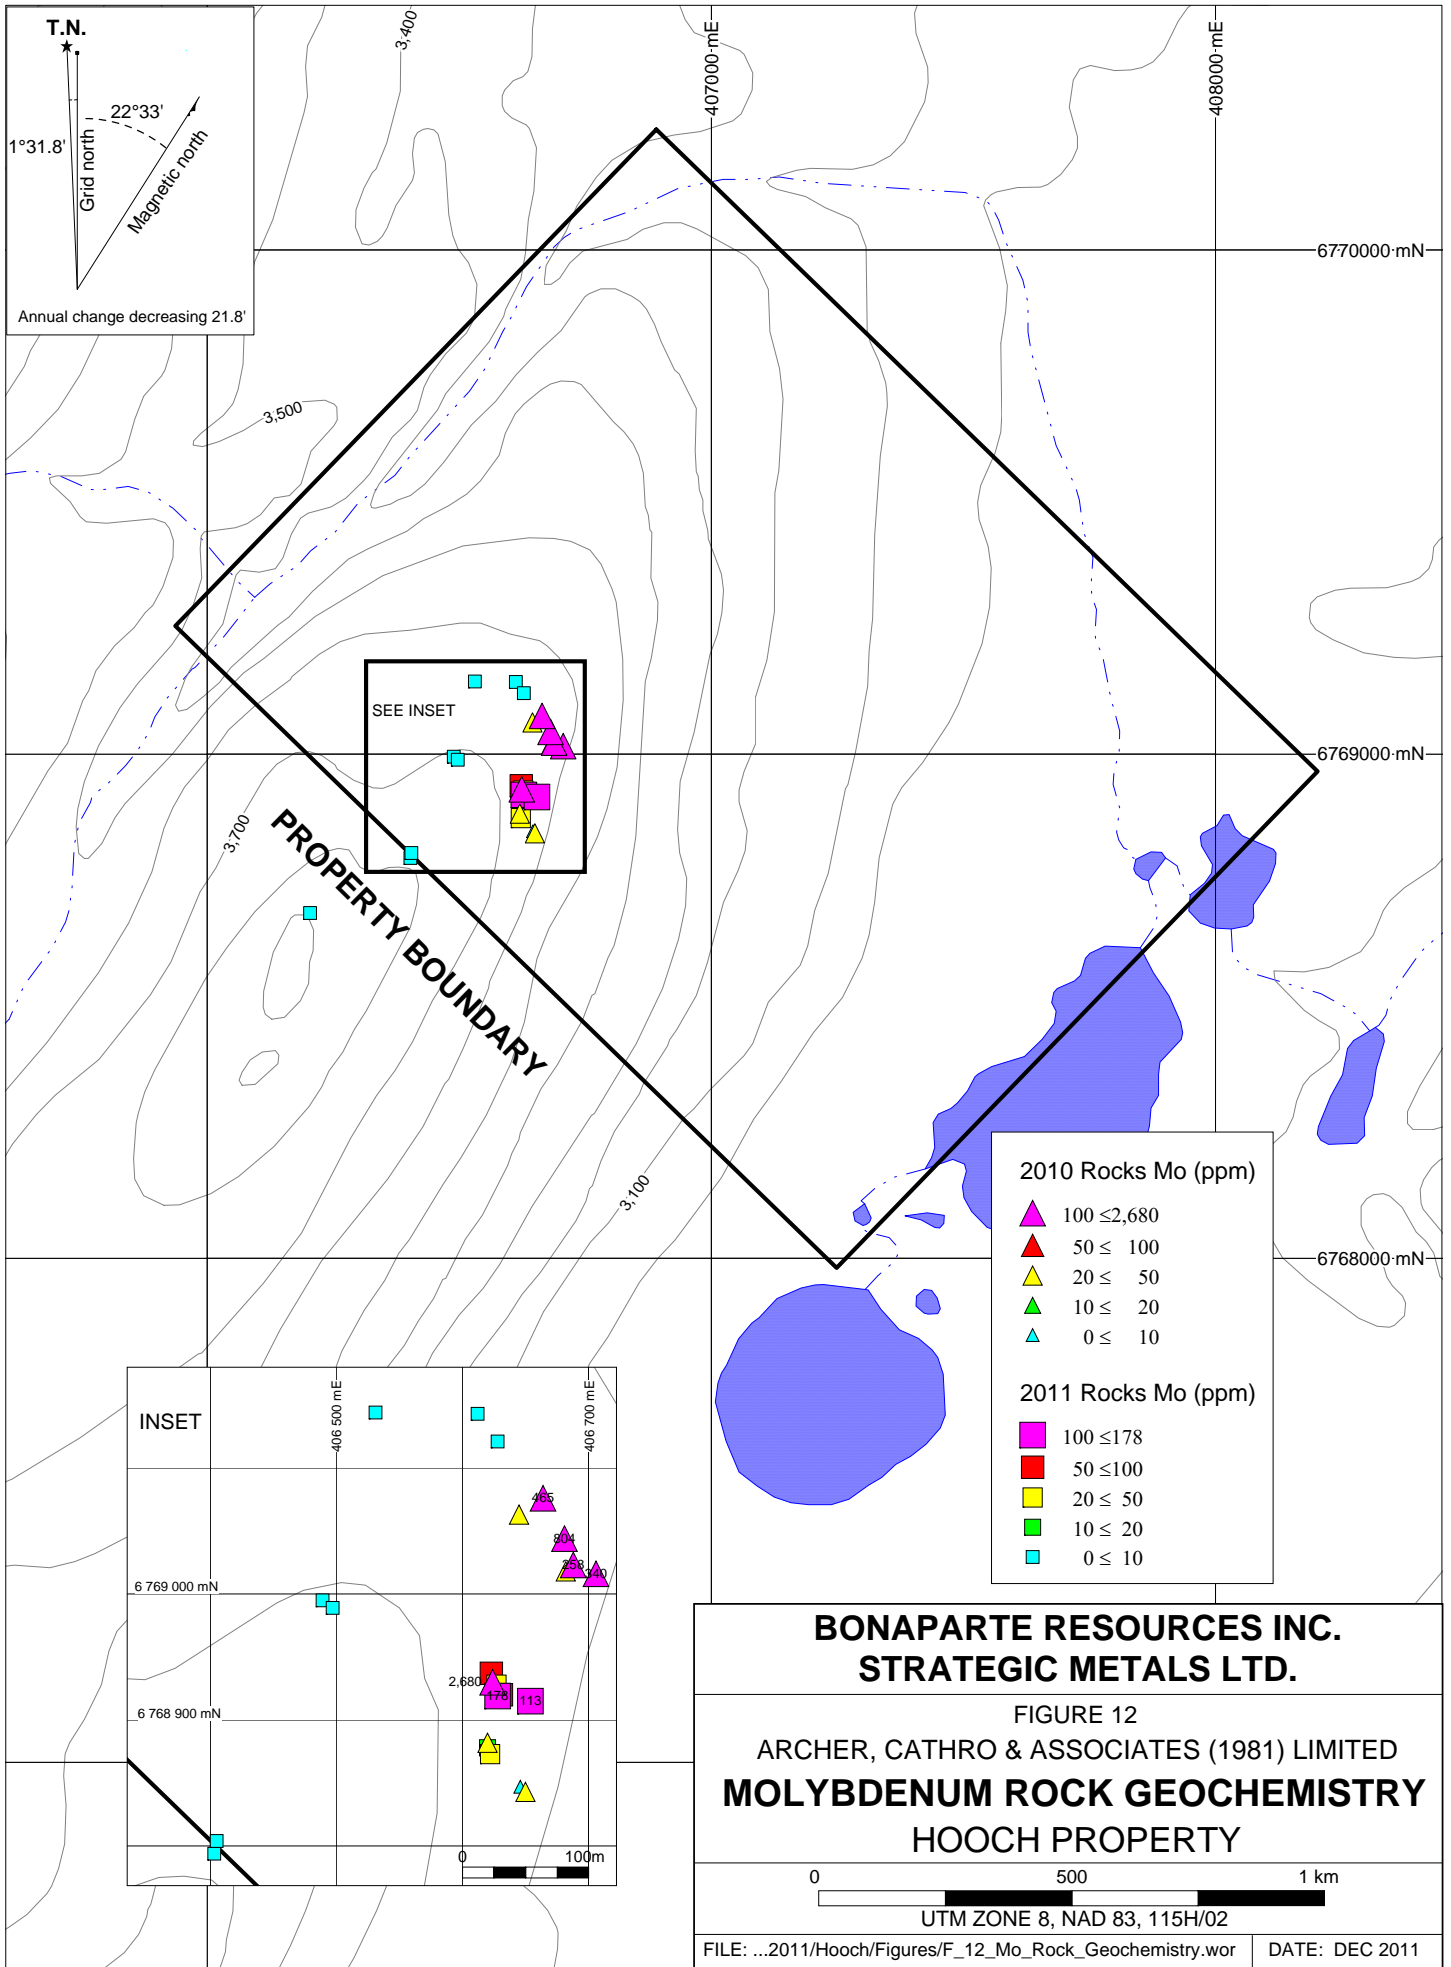 T.N.
22°33'
1°31.8'
Grid north
Magnetic north
Annual change decreasing 21.8'
3,400
407000 mE
408000 mE
6770000 mN
3,500
SEE INSET
6769000 mN
3,700
PROPERTY BOUNDARY
3,100
6768000 mN
2010 Rocks Mo (ppm)
100 ≤2,680
50 ≤ 100
20 ≤ 50
10 ≤ 20
0 ≤ 10
2011 Rocks Mo (ppm)
100 ≤178
50 ≤100
20 ≤ 50
10 ≤ 20
0 ≤ 10
INSET
406 500 mE
406 700 mE
465
804
258
340
6 769 000 mN
2,680
178
113
6 768 900 mN
0 100m
BONAPARTE RESOURCES INC.
STRATEGIC METALS LTD.
FIGURE 12
ARCHER, CATHRO & ASSOCIATES (1981) LIMITED
MOLYBDENUM ROCK GEOCHEMISTRY
HOOCH PROPERTY
0 500 1 km
UTM ZONE 8, NAD 83, 115H/02
FILE: ...2011/Hooch/Figures/F_12_Mo_Rock_Geochemistry.wor
DATE: DEC 2011